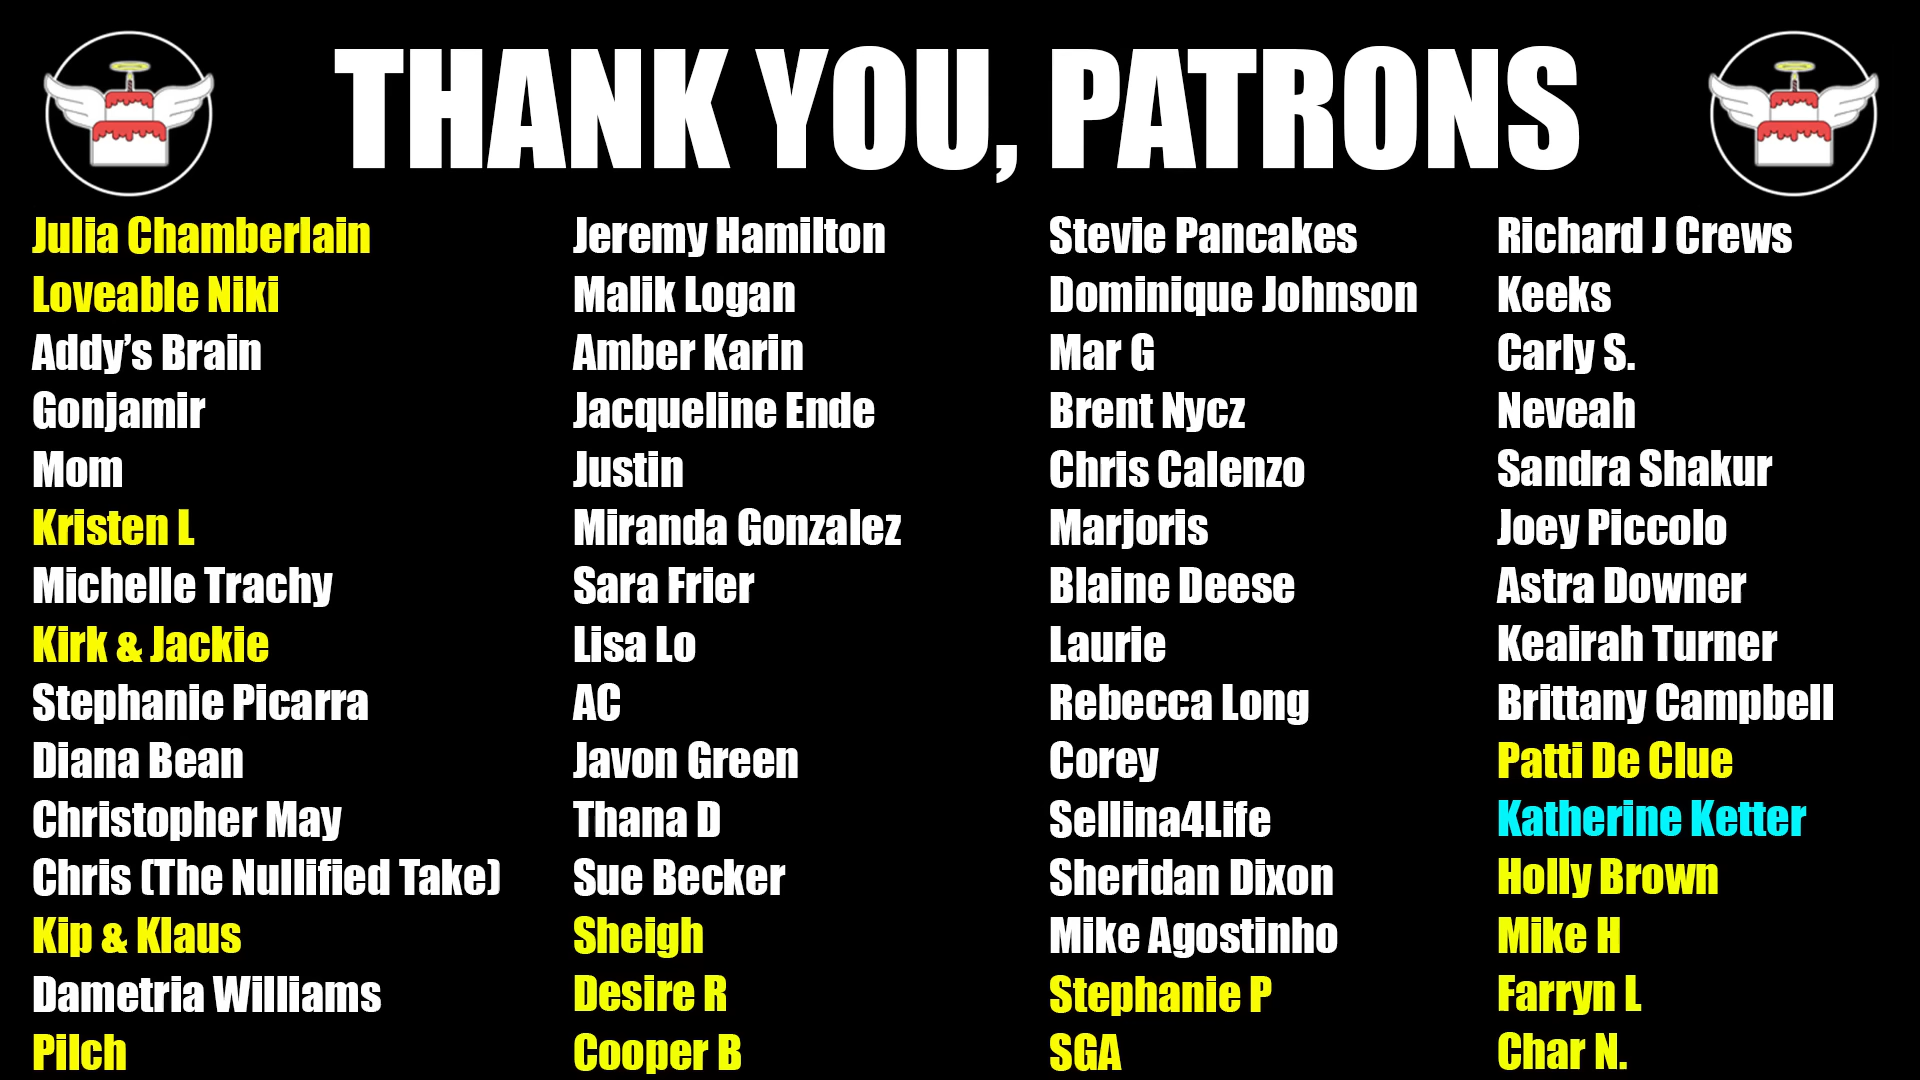 THANK YOU, PATRONS
Julia Chamberlain
Loveable Niki
Addy’s Brain
Gonjamir
Mom
Kristen L
Michelle Trachy
Kirk & Jackie
Stephanie Picarra
Diana Bean
Christopher May
Chris (The Nullified Take)
Kip & Klaus
Dametria Williams
Pilch
Jeremy Hamilton
Malik Logan
Amber Karin
Jacqueline Ende
Justin
Miranda Gonzalez
Sara Frier
Lisa Lo
AC
Javon Green
Thana D
Sue Becker
Sheigh
Desire R
Cooper B
Stevie Pancakes
Dominique Johnson
Mar G
Brent Nycz
Chris Calenzo
Marjoris
Blaine Deese
Laurie
Rebecca Long
Corey
Sellina4Life
Sheridan Dixon
Mike Agostinho
Stephanie P
SGA
Richard J Crews
Keeks
Carly S.
Neveah
Sandra Shakur
Joey Piccolo
Astra Downer
Keairah Turner
Brittany Campbell
Patti De Clue
Katherine Ketter
Holly Brown
Mike H
Farryn L
Char N.